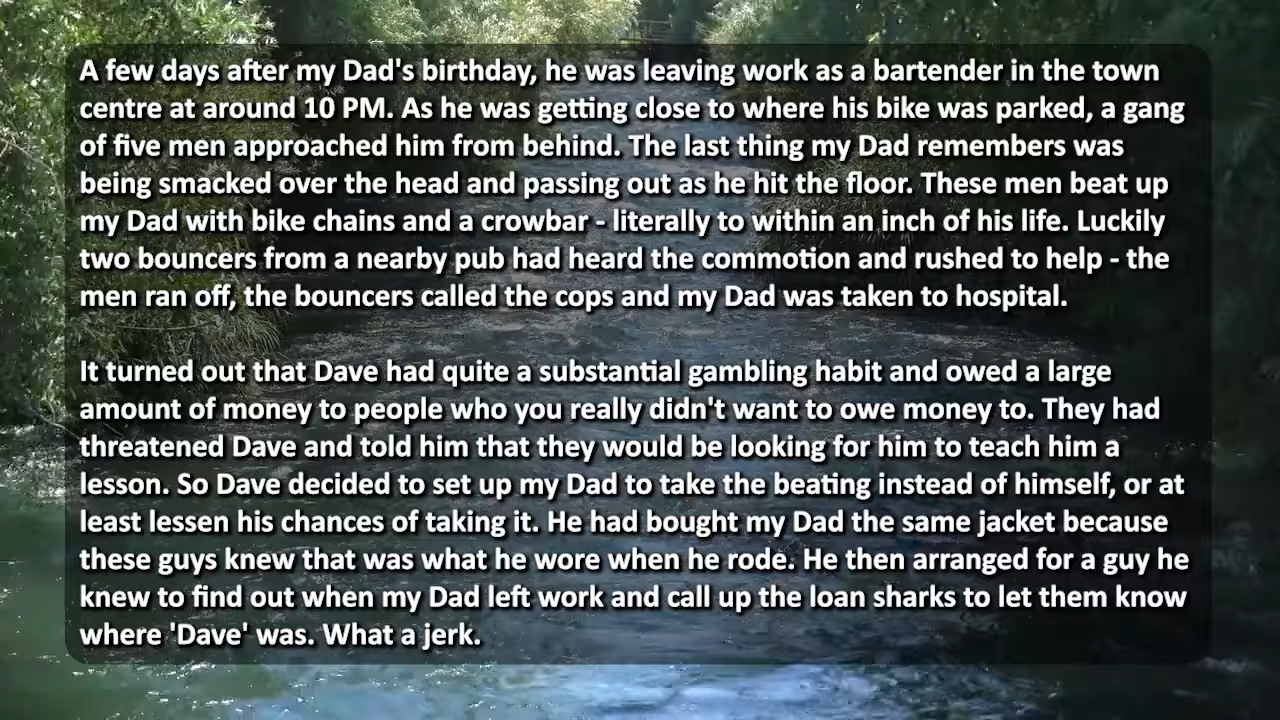 A few days after my Dad's birthday, he was leaving work as a bartender in the town
centre at around 10 PM. As he was getting close to where his bike was parked, a gang
of five men approached him from behind. The last thing my Dad remembers was
being smacked over the head and passing out as he hit the floor. These men beat up
my Dad with bike chains and a crowbar - literally to within an inch of his life. Luckily
two bouncers from a nearby pub had heard the commotion and rushed to help - the
men ran off, the bouncers called the cops and my Dad was taken to hospital.

It turned out that Dave had quite a substantial gambling habit and owed a large
amount of money to people who you really didn't want to owe money to. They had
threatened Dave and told him that they would be looking for him to teach him a
lesson. So Dave decided to set up my Dad to take the beating instead of himself, or at
least lessen his chances of taking it. He had bought my Dad the same jacket because
these guys knew that was what he wore when he rode. He then arranged for a guy he
knew to find out when my Dad left work and call up the loan sharks to let them know
where 'Dave' was. What a jerk.